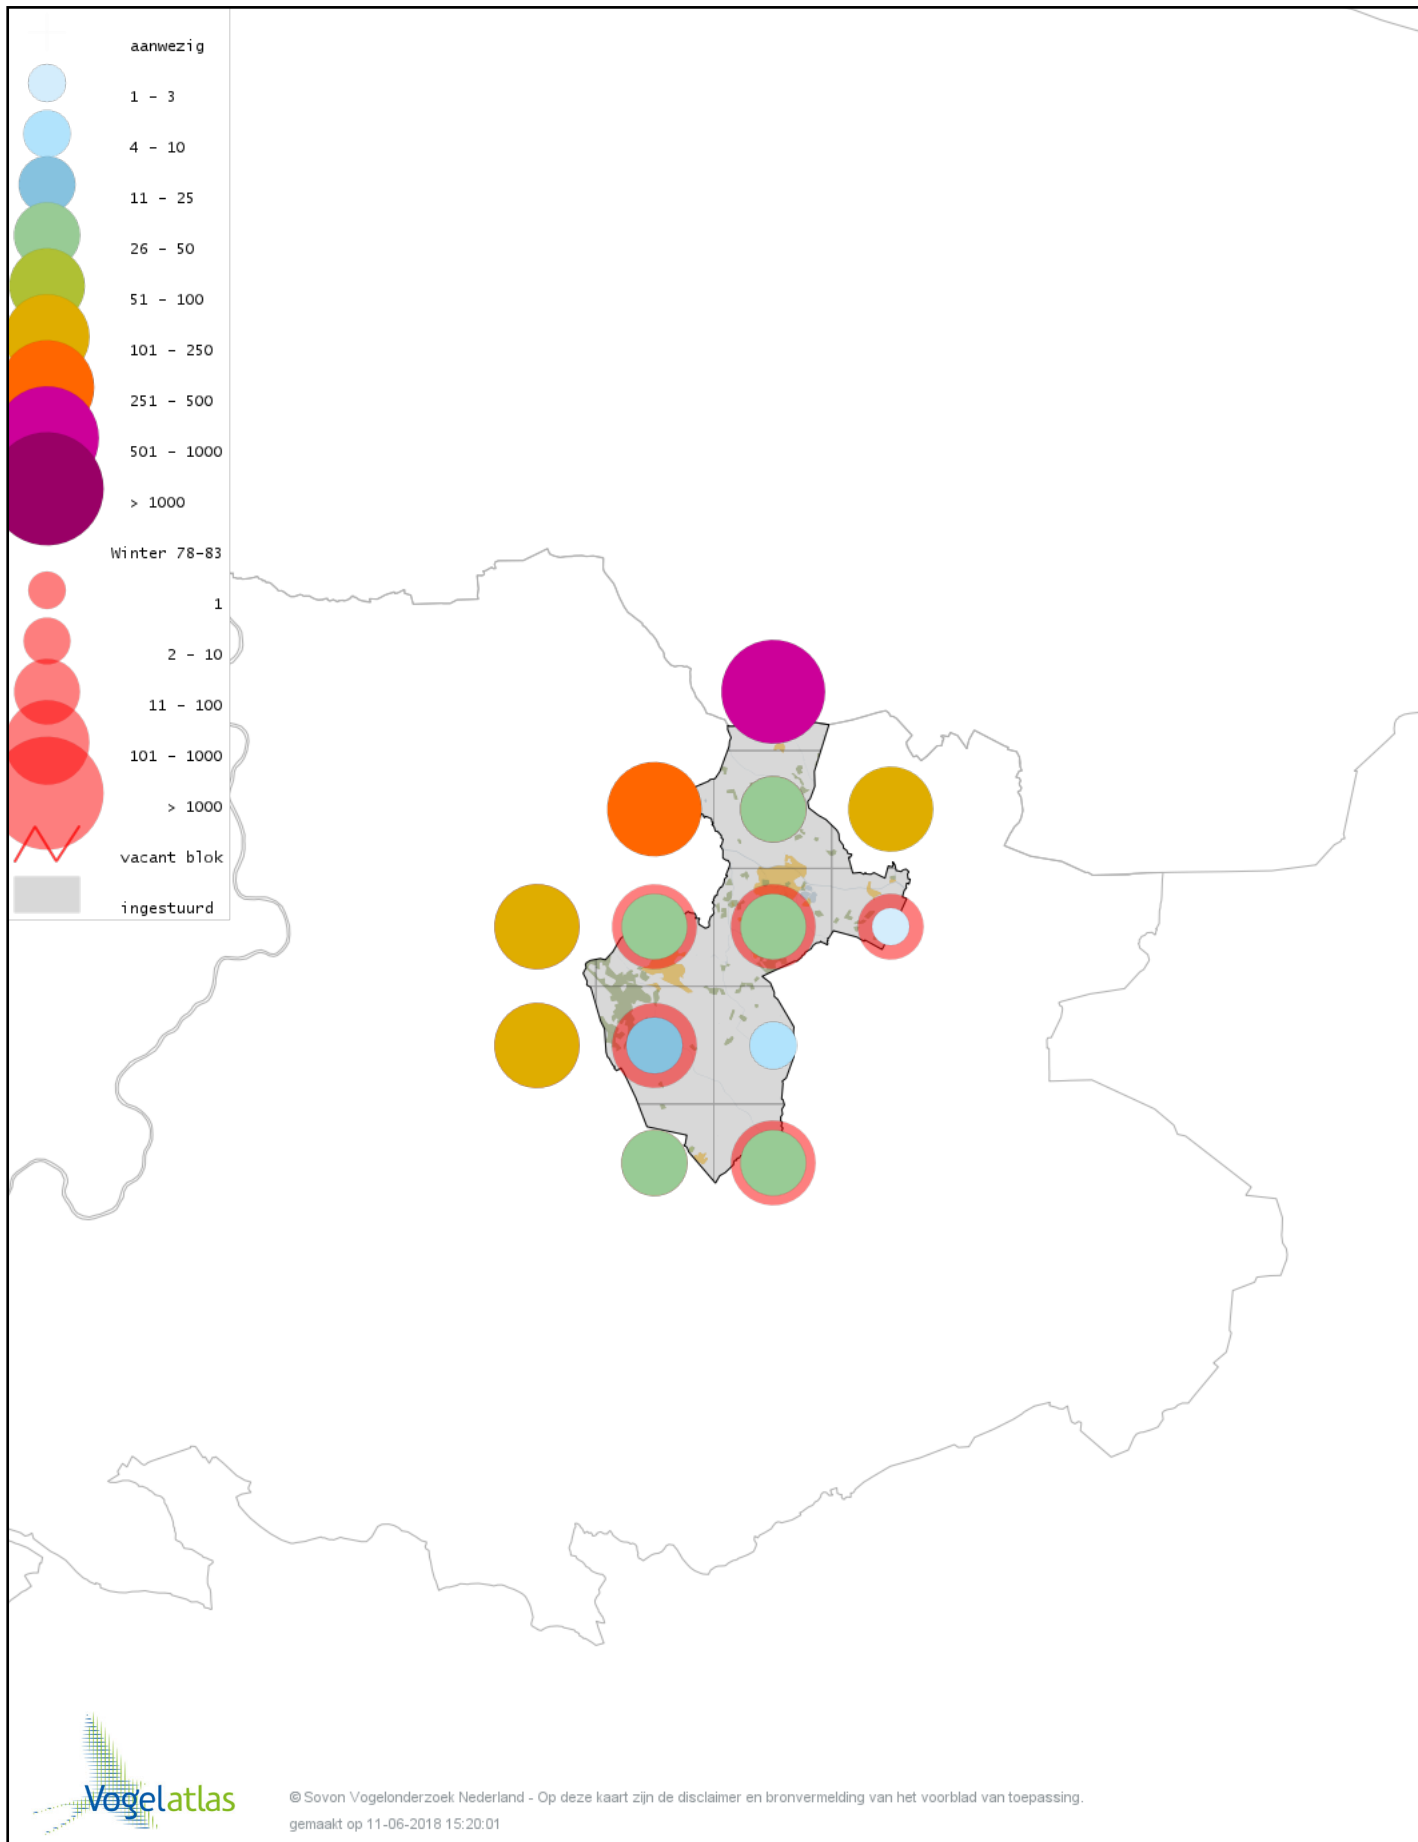 aanwezig
1 – 3
4 – 10
11 – 25
26 – 50
51 – 100
101 – 250
251 – 500
501 – 1000
> 1000
Winter 78-83
1
2 – 10
11 – 100
101 – 1000
> 1000
vacant blok
ingestuurd
Vogelatlas
© Sovon Vogelonderzoek Nederland - Op deze kaart zijn de disclaimer en bronvermelding van het voorblad van toepassing.
gemaakt op 11-06-2018 15:20:01